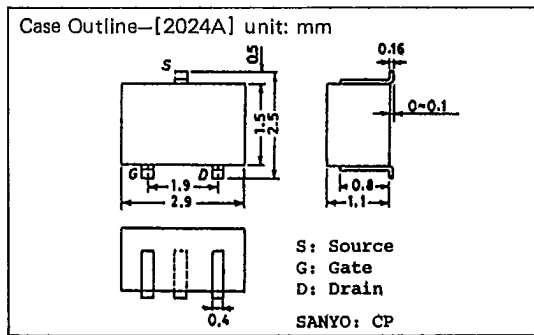 Case Outline—[2024A] unit: mm
S
0.5
0.16
1.5
2.5
0~0.1
G
D
1.9
2.9
0.8
1.1
S: Source
G: Gate
D: Drain
0.4
SANYO: CP